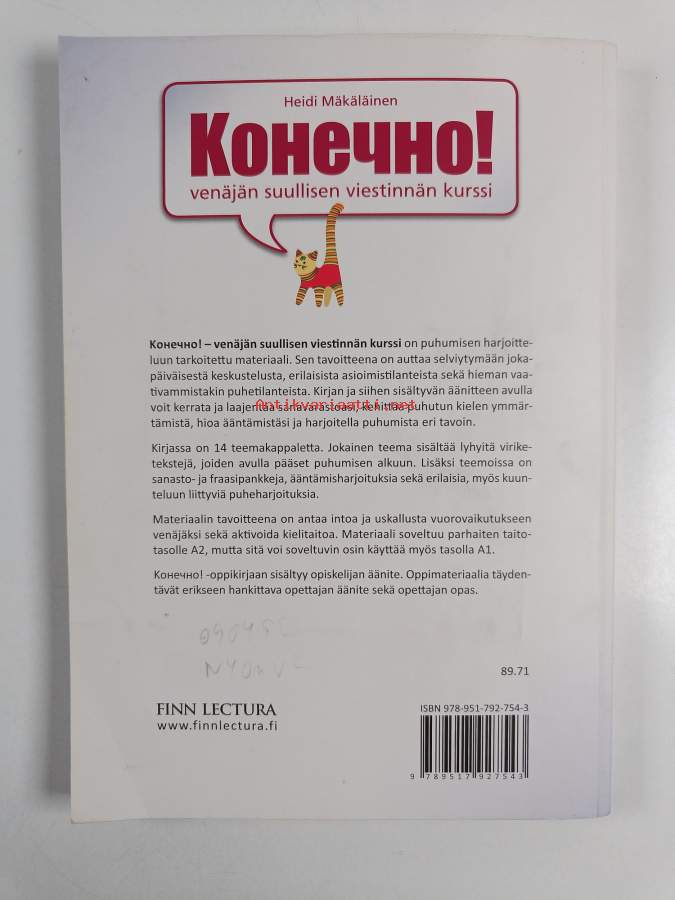 Heidi Mäkäläinen
Конечно!
venäjän suullisen viestinnän kurssi
Конечно! – venäjän suullisen viestinnän kurssi on puhumisen harjoitte-
luun tarkoitettu materiaali. Sen tavoitteena on auttaa selviytymään joka-
päiväisestä keskustelusta, erilaisista asioimistilanteista sekä hieman vaa-
tivammistakin puhetilanteista. Kirjan ja siihen sisältyvän äänitteen avulla
Antikvariaatti.net
voit kerrata ja laajentaa sanavarastoasi, kehittää puhutun kielen ymmär-
tämistä, hioa ääntämistäsi ja harjoitella puhumista eri tavoin.
Kirjassa on 14 teemakappaletta. Jokainen teema sisältää lyhyitä virike-
tekstejä, joiden avulla pääset puhumisen alkuun. Lisäksi teemoissa on
sanasto- ja fraasipankkeja, ääntämisharjoituksia sekä erilaisia, myös kuun-
teluun liittyviä puheharjoituksia.
Materiaalin tavoitteena on antaa intoa ja uskallusta vuorovaikutukseen
venäjäksi sekä aktivoida kielitaitoa. Materiaali soveltuu parhaiten taito-
tasolle A2, mutta sitä voi soveltuvin osin käyttää myös tasolla A1.
Конечно! -oppikirjaan sisältyy opiskelijan äänite. Oppimateriaalia täyden-
tävät erikseen hankittava opettajan äänite sekä opettajan opas.
89.71
FINN LECTURA
www.finnlectura.fi
ISBN 978-951-792-754-3
9 789517 927543